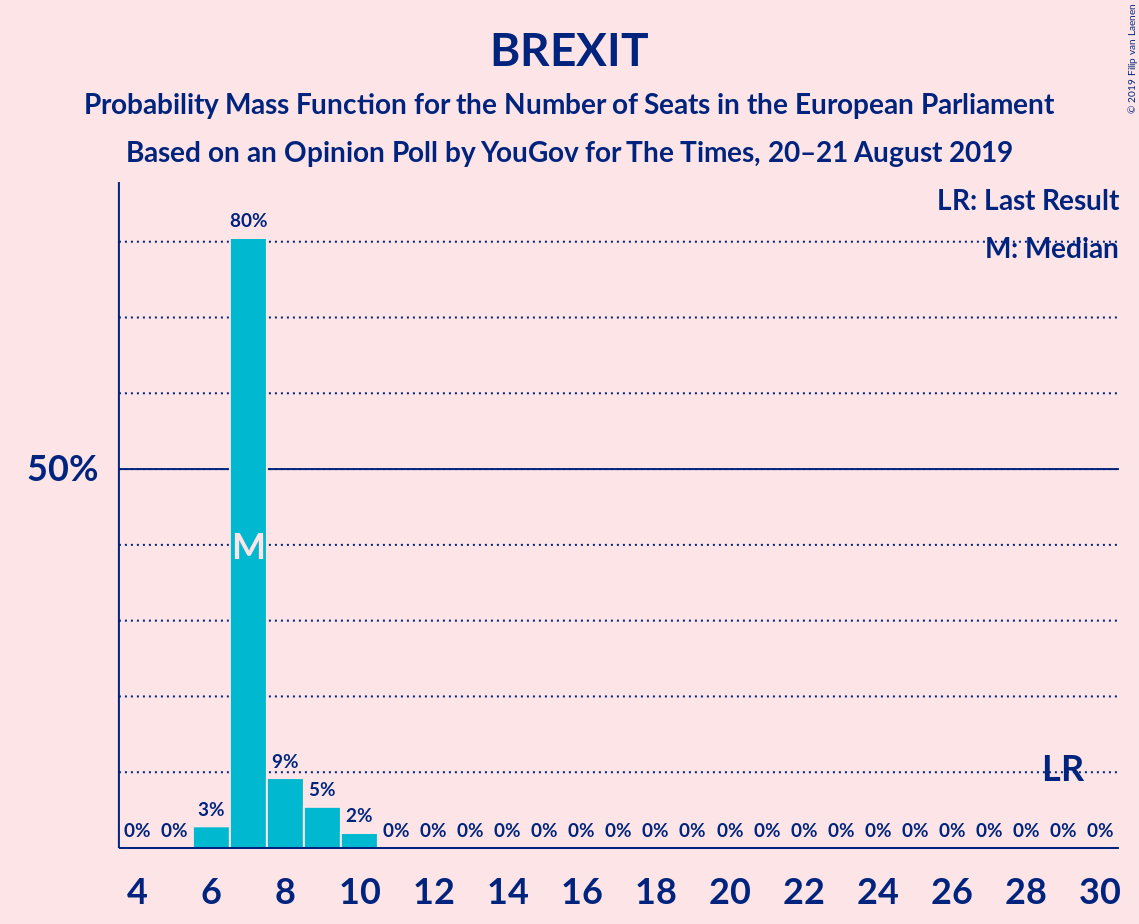 BREXIT
Probability Mass Function for the Number of Seats in the European Parliament
Based on an Opinion Poll by YouGov for The Times, 20–21 August 2019
© 2019 Filip van Laenen
LR: Last Result
M: Median
80%
50%
M
9%
LR
5%
3%
2%
0% 0% 0% 0% 0% 0% 0% 0% 0% 0% 0% 0% 0% 0% 0% 0% 0% 0% 0% 0% 0% 0%
4 6 8 10 12 14 16 18 20 22 24 26 28 30